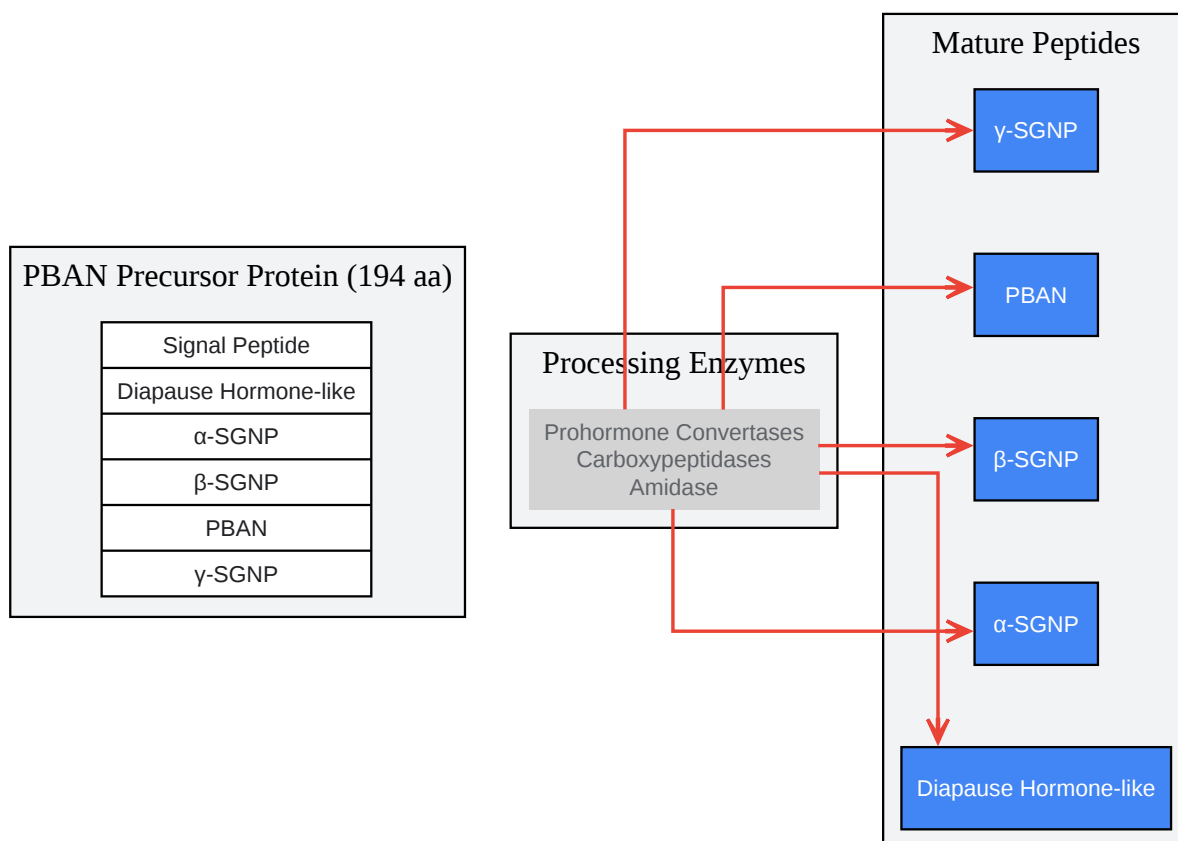 PBAN Precursor Protein (194 aa)
Signal Peptide
Diapause Hormone-like
α-SGNP
β-SGNP
PBAN
γ-SGNP
Processing Enzymes
Prohormone Convertases
Carboxypeptidases
Amidase
Mature Peptides
γ-SGNP
PBAN
β-SGNP
α-SGNP
Diapause Hormone-like